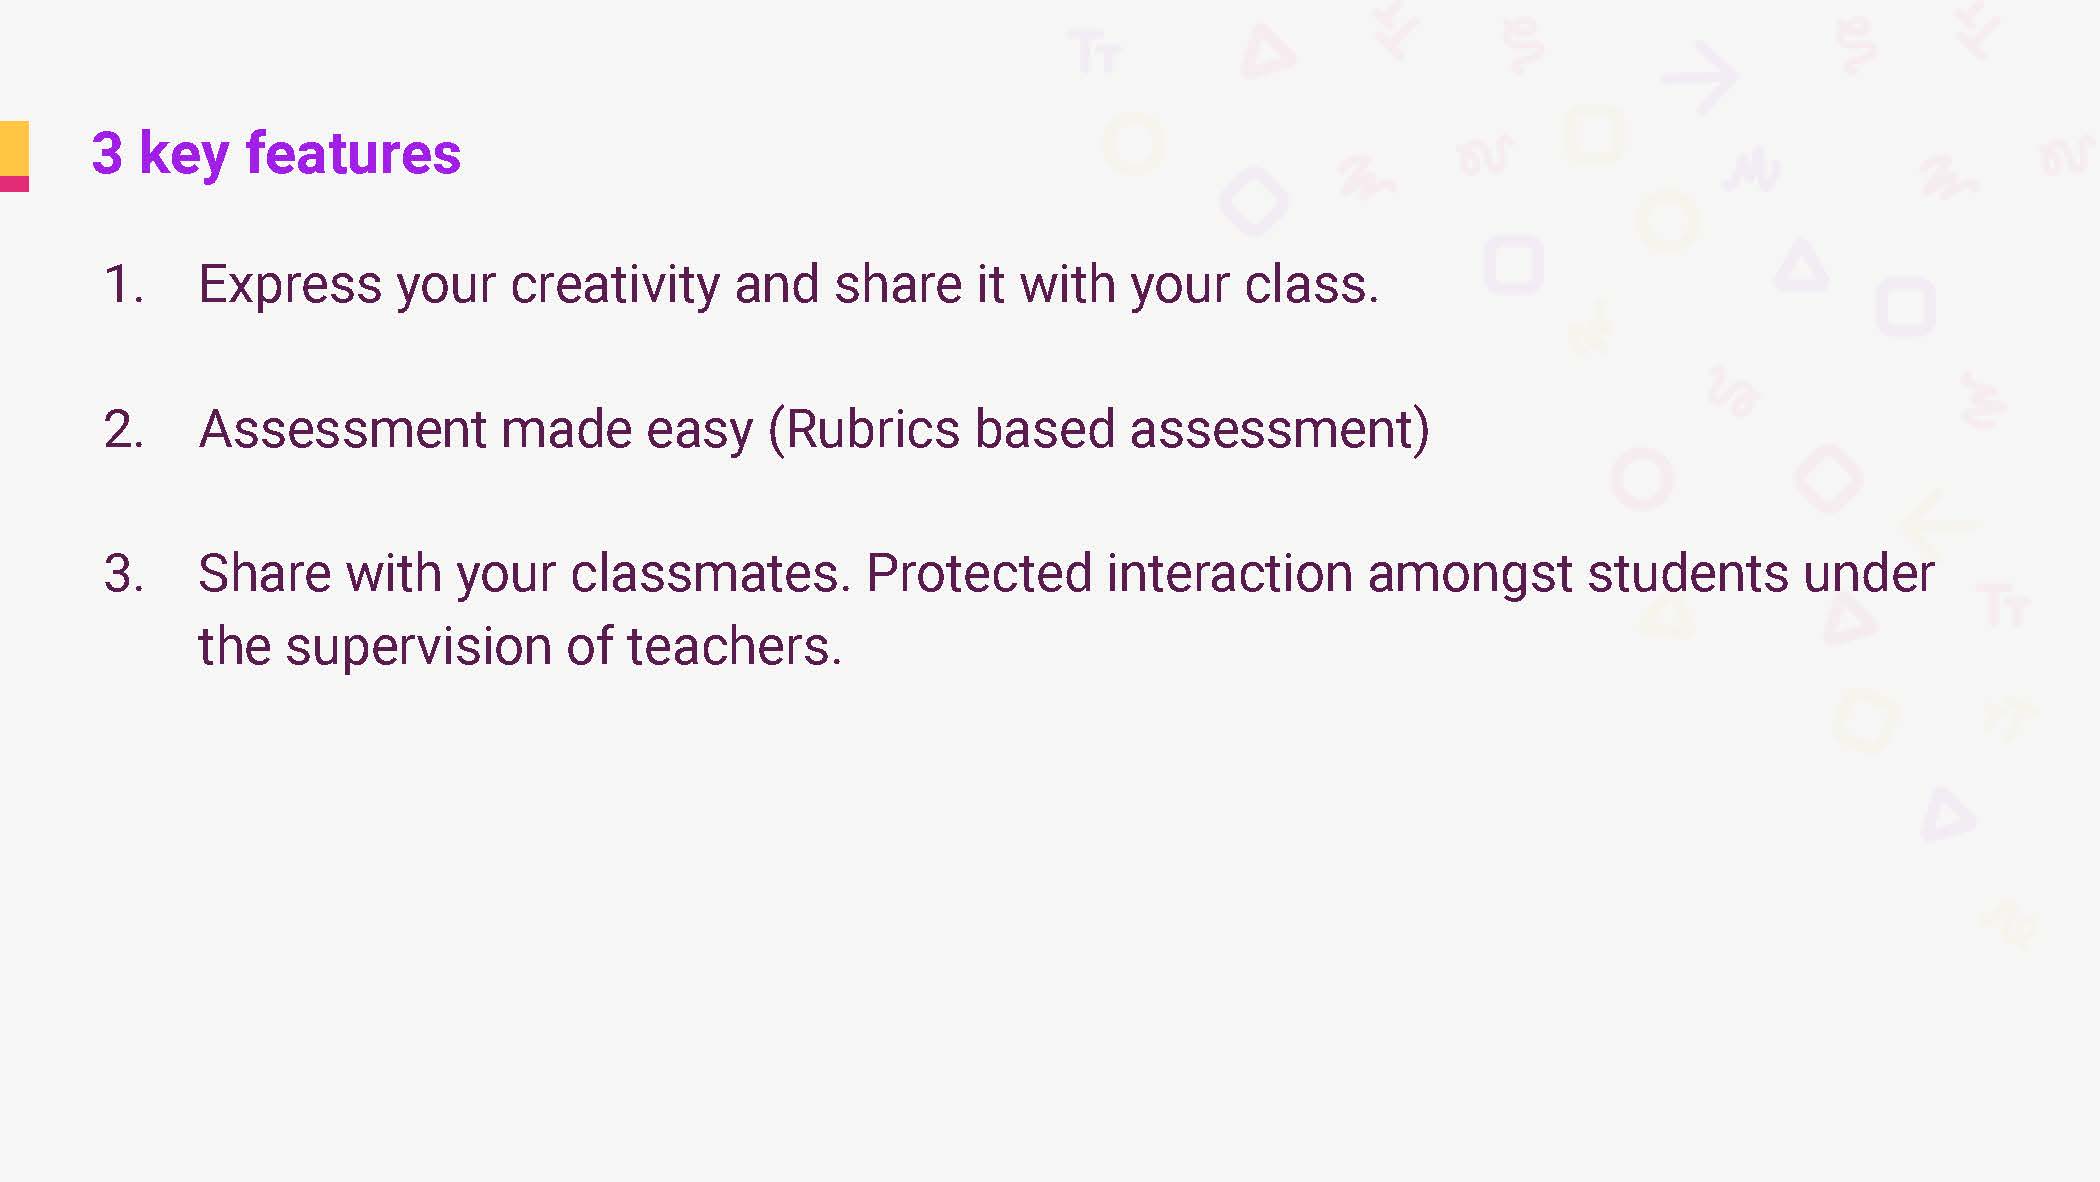 3 key features
1. Express your creativity and share it with your class.
2. Assessment made easy (Rubrics based assessment)
3. Share with your classmates. Protected interaction amongst students under
the supervision of teachers.